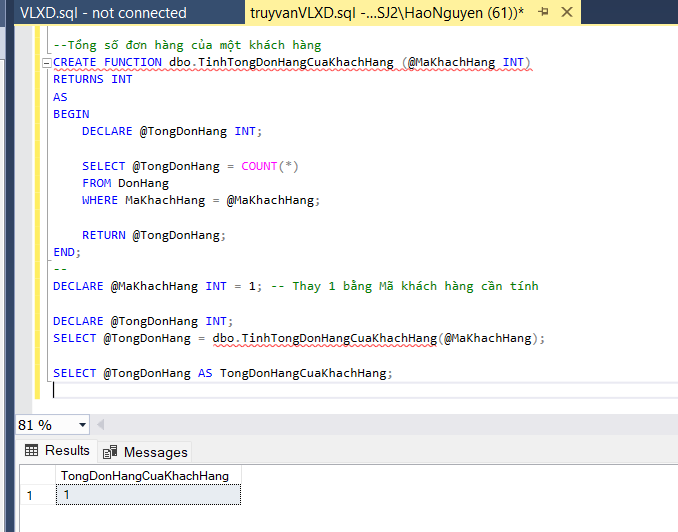 VLXD.sql - not connected
truyvanVLXD.sql -...SJ2\HaoNguyen (61))*
--Tổng số đơn hàng của một khách hàng
CREATE FUNCTION dbo.TinhTongDonHangCuaKhachHang (@MaKhachHang INT)
RETURNS INT
AS
BEGIN
DECLARE @TongDonHang INT;
SELECT @TongDonHang = COUNT(*)
FROM DonHang
WHERE MaKhachHang = @MaKhachHang;
RETURN @TongDonHang;
END;
--
DECLARE @MaKhachHang INT = 1; -- Thay 1 bằng Mã khách hàng cần tính
DECLARE @TongDonHang INT;
SELECT @TongDonHang = dbo.TinhTongDonHangCuaKhachHang(@MaKhachHang);
SELECT @TongDonHang AS TongDonHangCuaKhachHang;
81 %
Results
Messages
TongDonHangCuaKhachHang
1 1